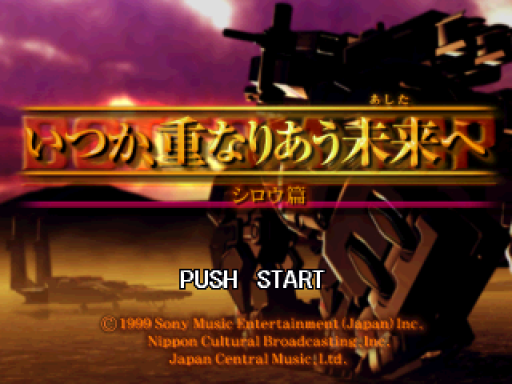 あした
いつか、重なりあう未来へ
シロウ篇
PUSH START
Ⓒ 1999 Sony Music Entertainment (Japan) Inc.
Nippon Cultural Broadcasting, Inc.
Japan Central Music, Ltd.